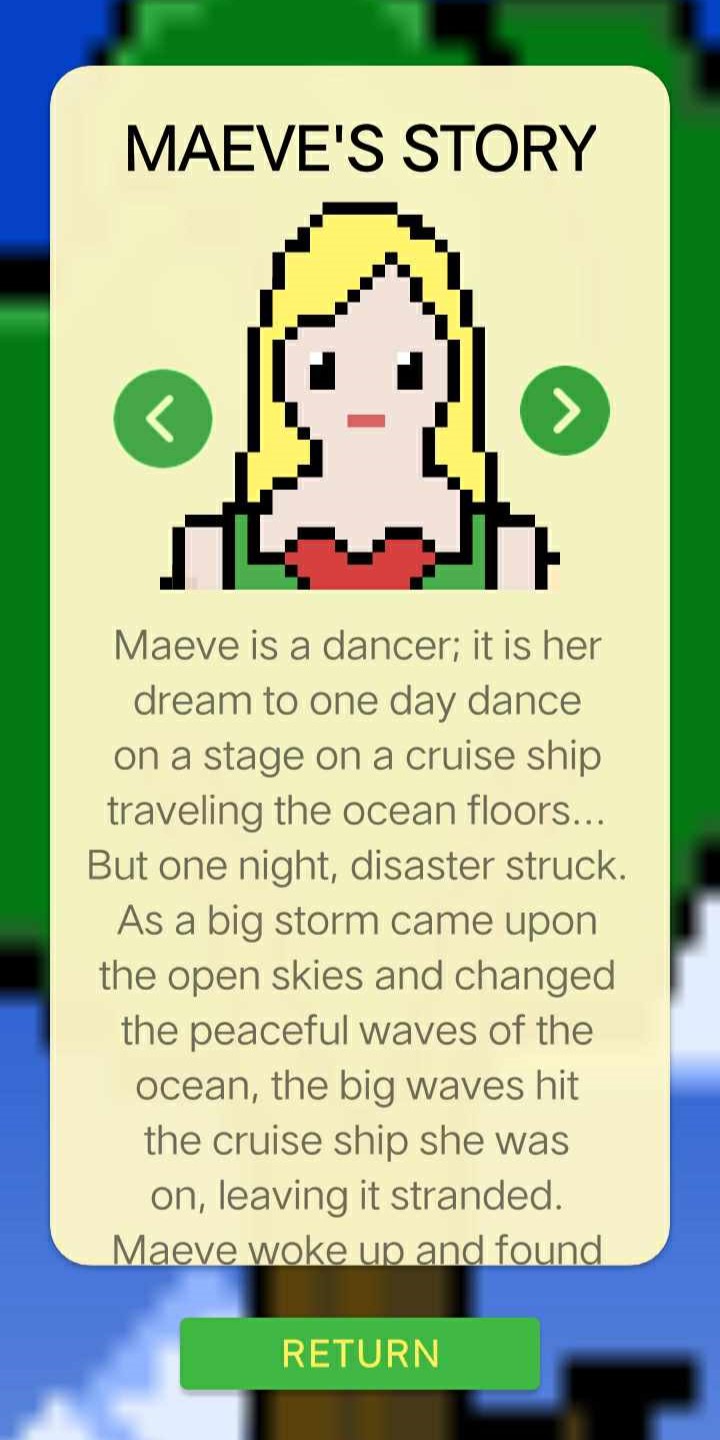 MAEVE'S STORY
Maeve is a dancer; it is her
dream to one day dance
on a stage on a cruise ship
traveling the ocean floors...
But one night, disaster struck.
As a big storm came upon
the open skies and changed
the peaceful waves of the
ocean, the big waves hit
the cruise ship she was
on, leaving it stranded.
Maeve woke up and found
RETURN